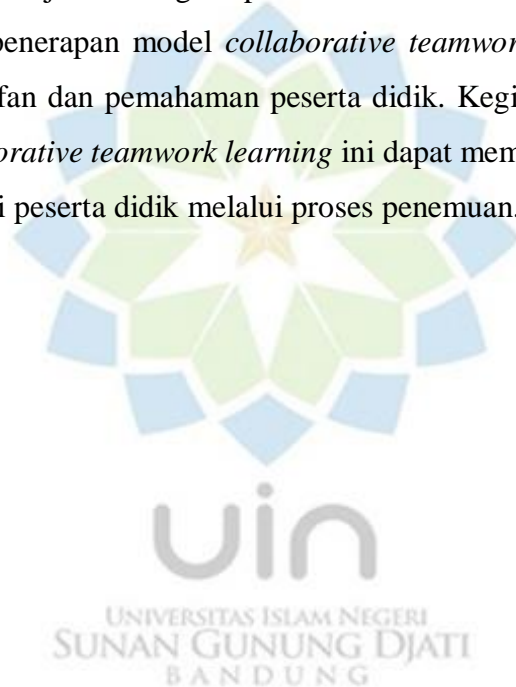 penerapan model collaborative teamwor
fan dan pemahaman peserta didik. Kegi
orative teamwork learning ini dapat mem
i peserta didik melalui proses penemuan.
uin
UNIVERSITAS ISLAM NEGERI
SUNAN GUNUNG DJATI
BANDUNG